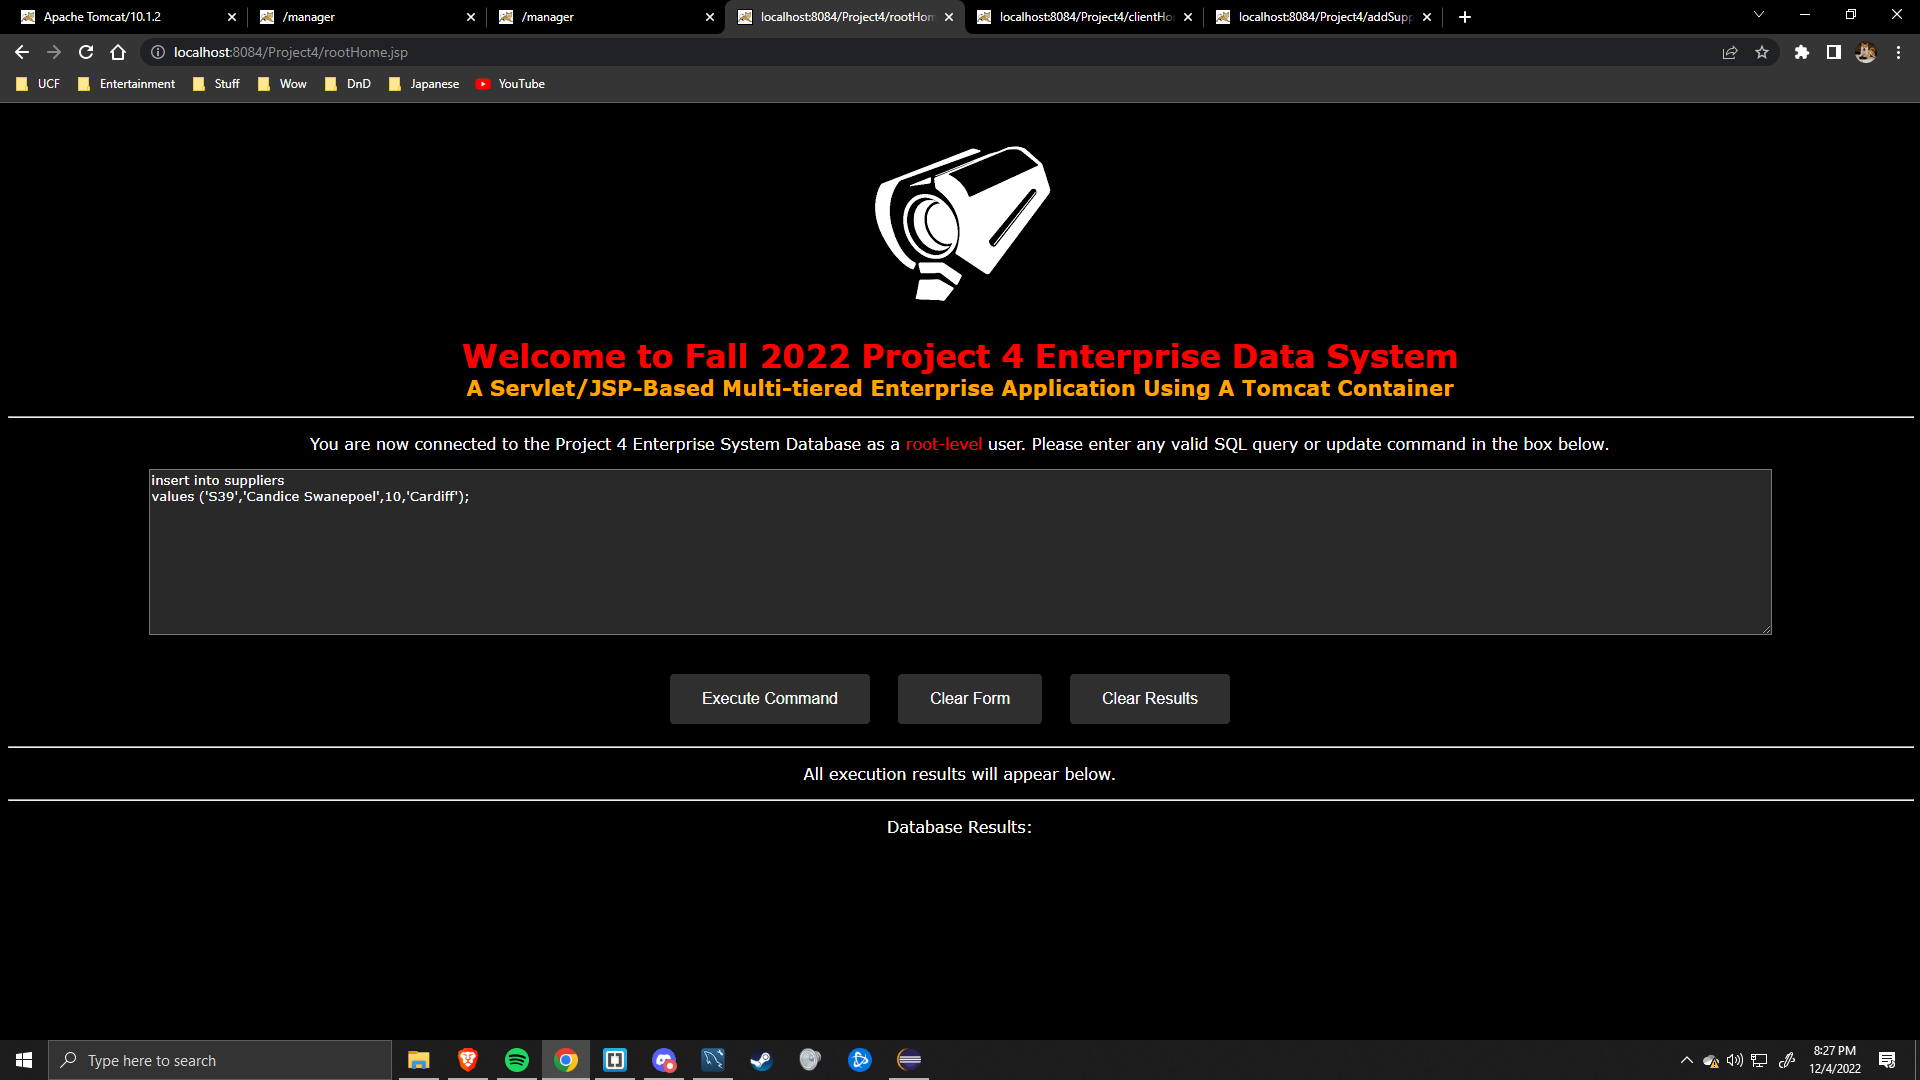 Apache Tomcat/10.1.2
/manager
/manager
localhost:8084/Project4/rootHom
localhost:8084/Project4/clientHo
localhost:8084/Project4/addSupp
localhost:8084/Project4/rootHome.jsp
UCF
Entertainment
Stuff
Wow
DnD
Japanese
YouTube
Welcome to Fall 2022 Project 4 Enterprise Data System
A Servlet/JSP-Based Multi-tiered Enterprise Application Using A Tomcat Container
You are now connected to the Project 4 Enterprise System Database as a root-level user. Please enter any valid SQL query or update command in the box below.
insert into suppliers
values ('S39','Candice Swanepoel',10,'Cardiff');
Execute Command
Clear Form
Clear Results
All execution results will appear below.
Database Results:
Type here to search
8:27 PM
12/4/2022